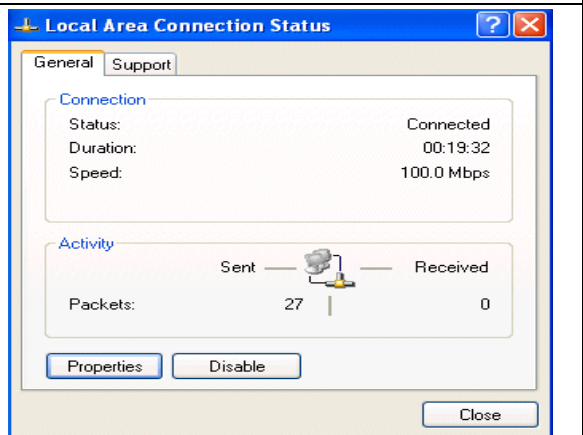 Local Area Connection Status
General Support
Connection
Status: Connected
Duration: 00:19:32
Speed: 100.0 Mbps
Activity
Sent Received
Packets: 27 0
Properties Disable
Close